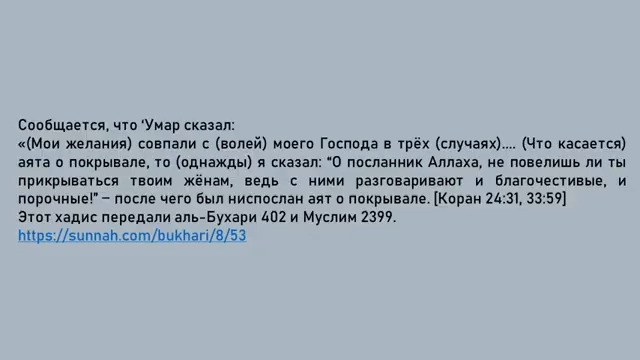 Сообщается, что ‘Умар сказал:
«(Мои желания) совпали с (волей) моего Господа в трёх (случаях).... (Что касается)
аята о покрывале, то (однажды) я сказал: “О посланник Аллаха, не повелишь ли ты
прикрываться твоим жёнам, ведь с ними разговаривают и благочестивые, и
порочные!” – после чего был ниспослан аят о покрывале. [Коран 24:31, 33:59]
Этот хадис передали аль-Бухари 402 и Муслим 2399.
https://sunnah.com/bukhari/8/53